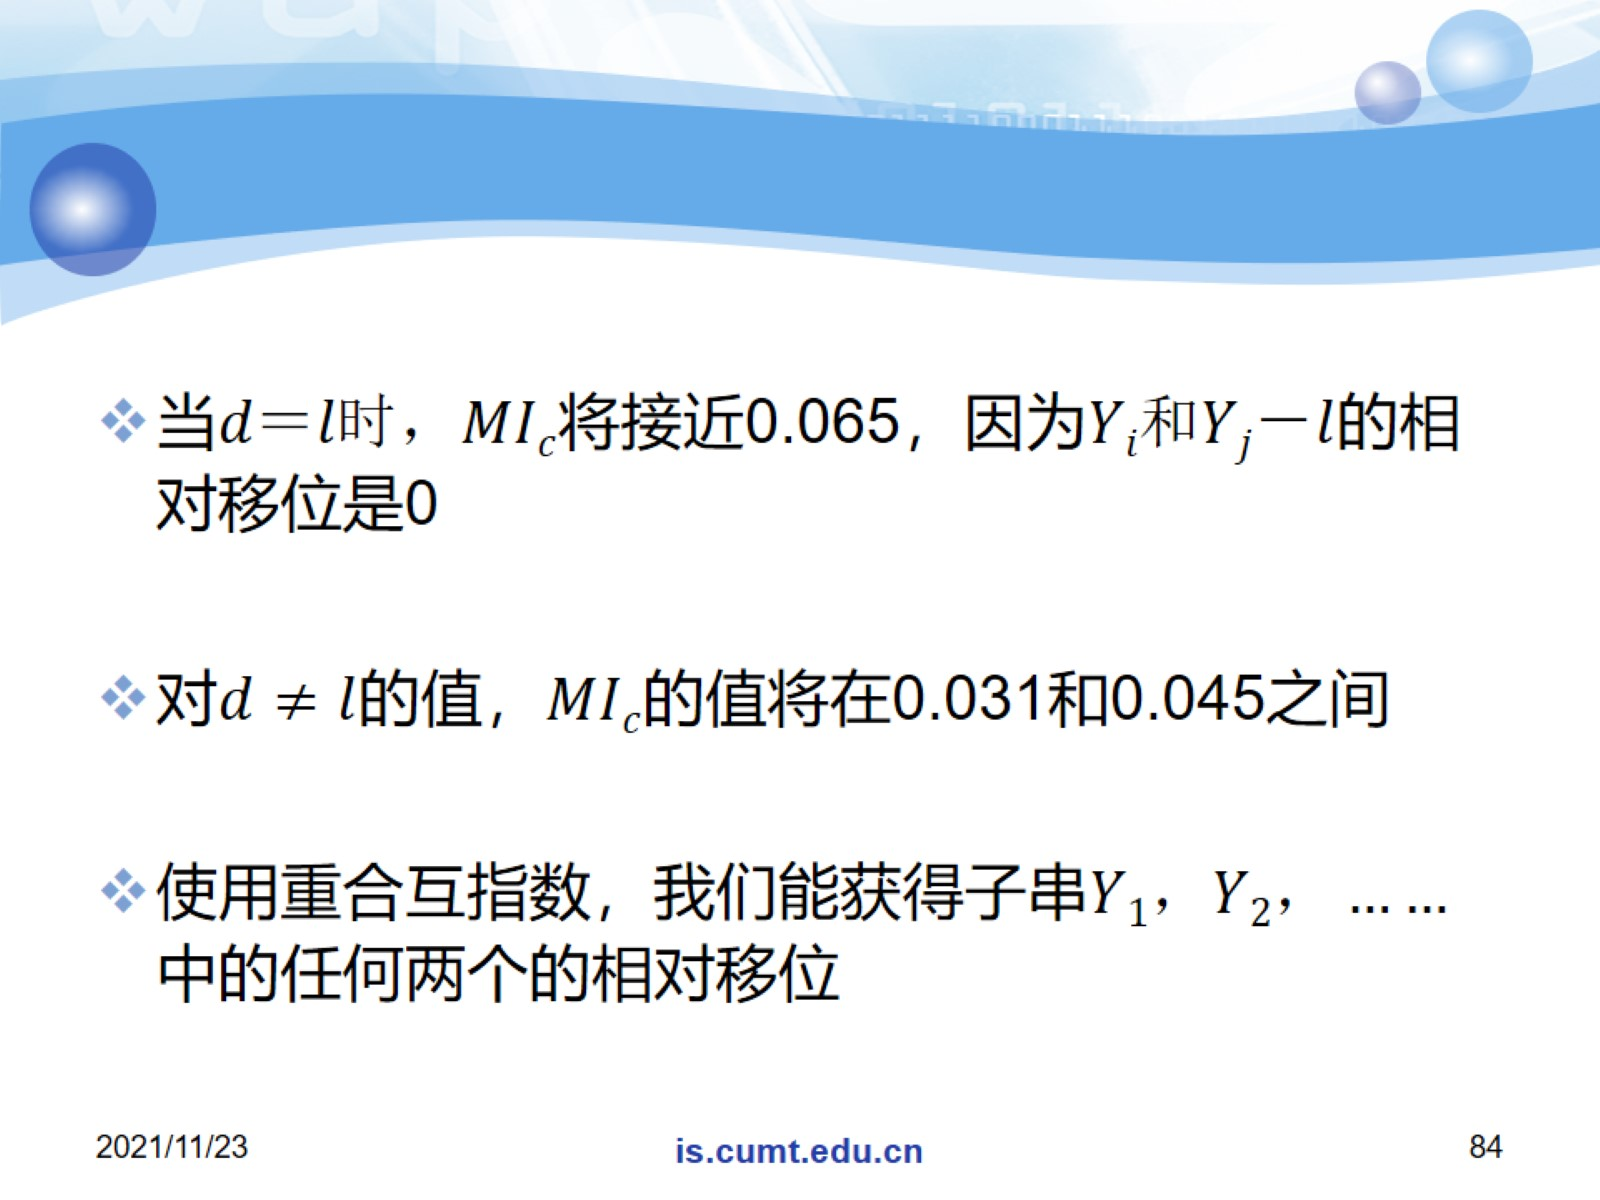 当d＝l时，MI_c将接近0.065，因为Y_i和Y_j－l的相
对移位是0
对d ≠ l的值，MI_c的值将在0.031和0.045之间
使用重合互指数，我们能获得子串Y_1，Y_2， … …
中的任何两个的相对移位
2021/11/23
is.cumt.edu.cn
84